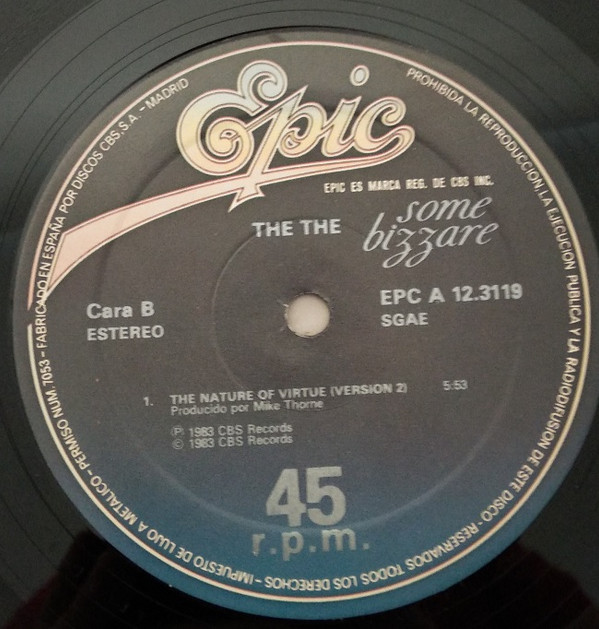 Epic
EPIC ES MARCA REG. DE CBS INC.
THE THE
some
bizzare
Cara B
ESTEREO
EPC A 12.3119
SGAE
1. THE NATURE OF VIRTUE (VERSION 2) 5:53
Producido por Mike Thorne
Ⓟ 1983 CBS Records
© 1983 CBS Records
45
r.p.m.
FABRICADO EN ESPAÑA POR DISCOS CBS, S.A. - MADRID
PROHIBIDA LA REPRODUCCION, LA EJECUCION PUBLICA Y LA RADIODIFUSION DE ESTE DISCO - RESERVADOS TODOS LOS DERECHOS - IMPUESTO DE LUJO A METALICO - PERMISO NUM. 7053 -